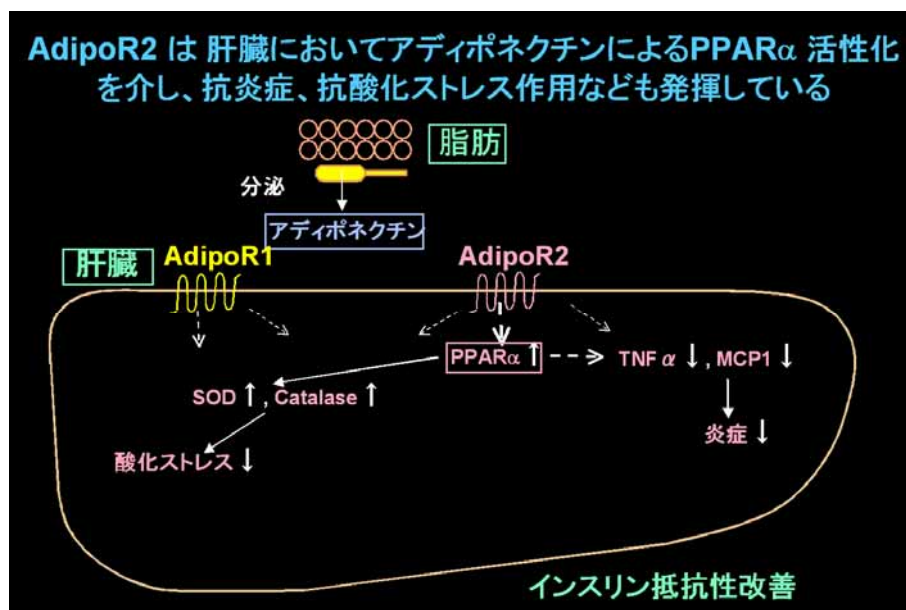 AdipoR2 は 肝臓においてアディポネクチンによるPPARα 活性化
を介し、抗炎症、抗酸化ストレス作用なども発揮している
脂肪
分泌
アディポネクチン
肝臓
AdipoR1
AdipoR2
PPARα ↑
TNFα ↓ , MCP1 ↓
SOD ↑ , Catalase ↑
炎症 ↓
酸化ストレス ↓
インスリン抵抗性改善